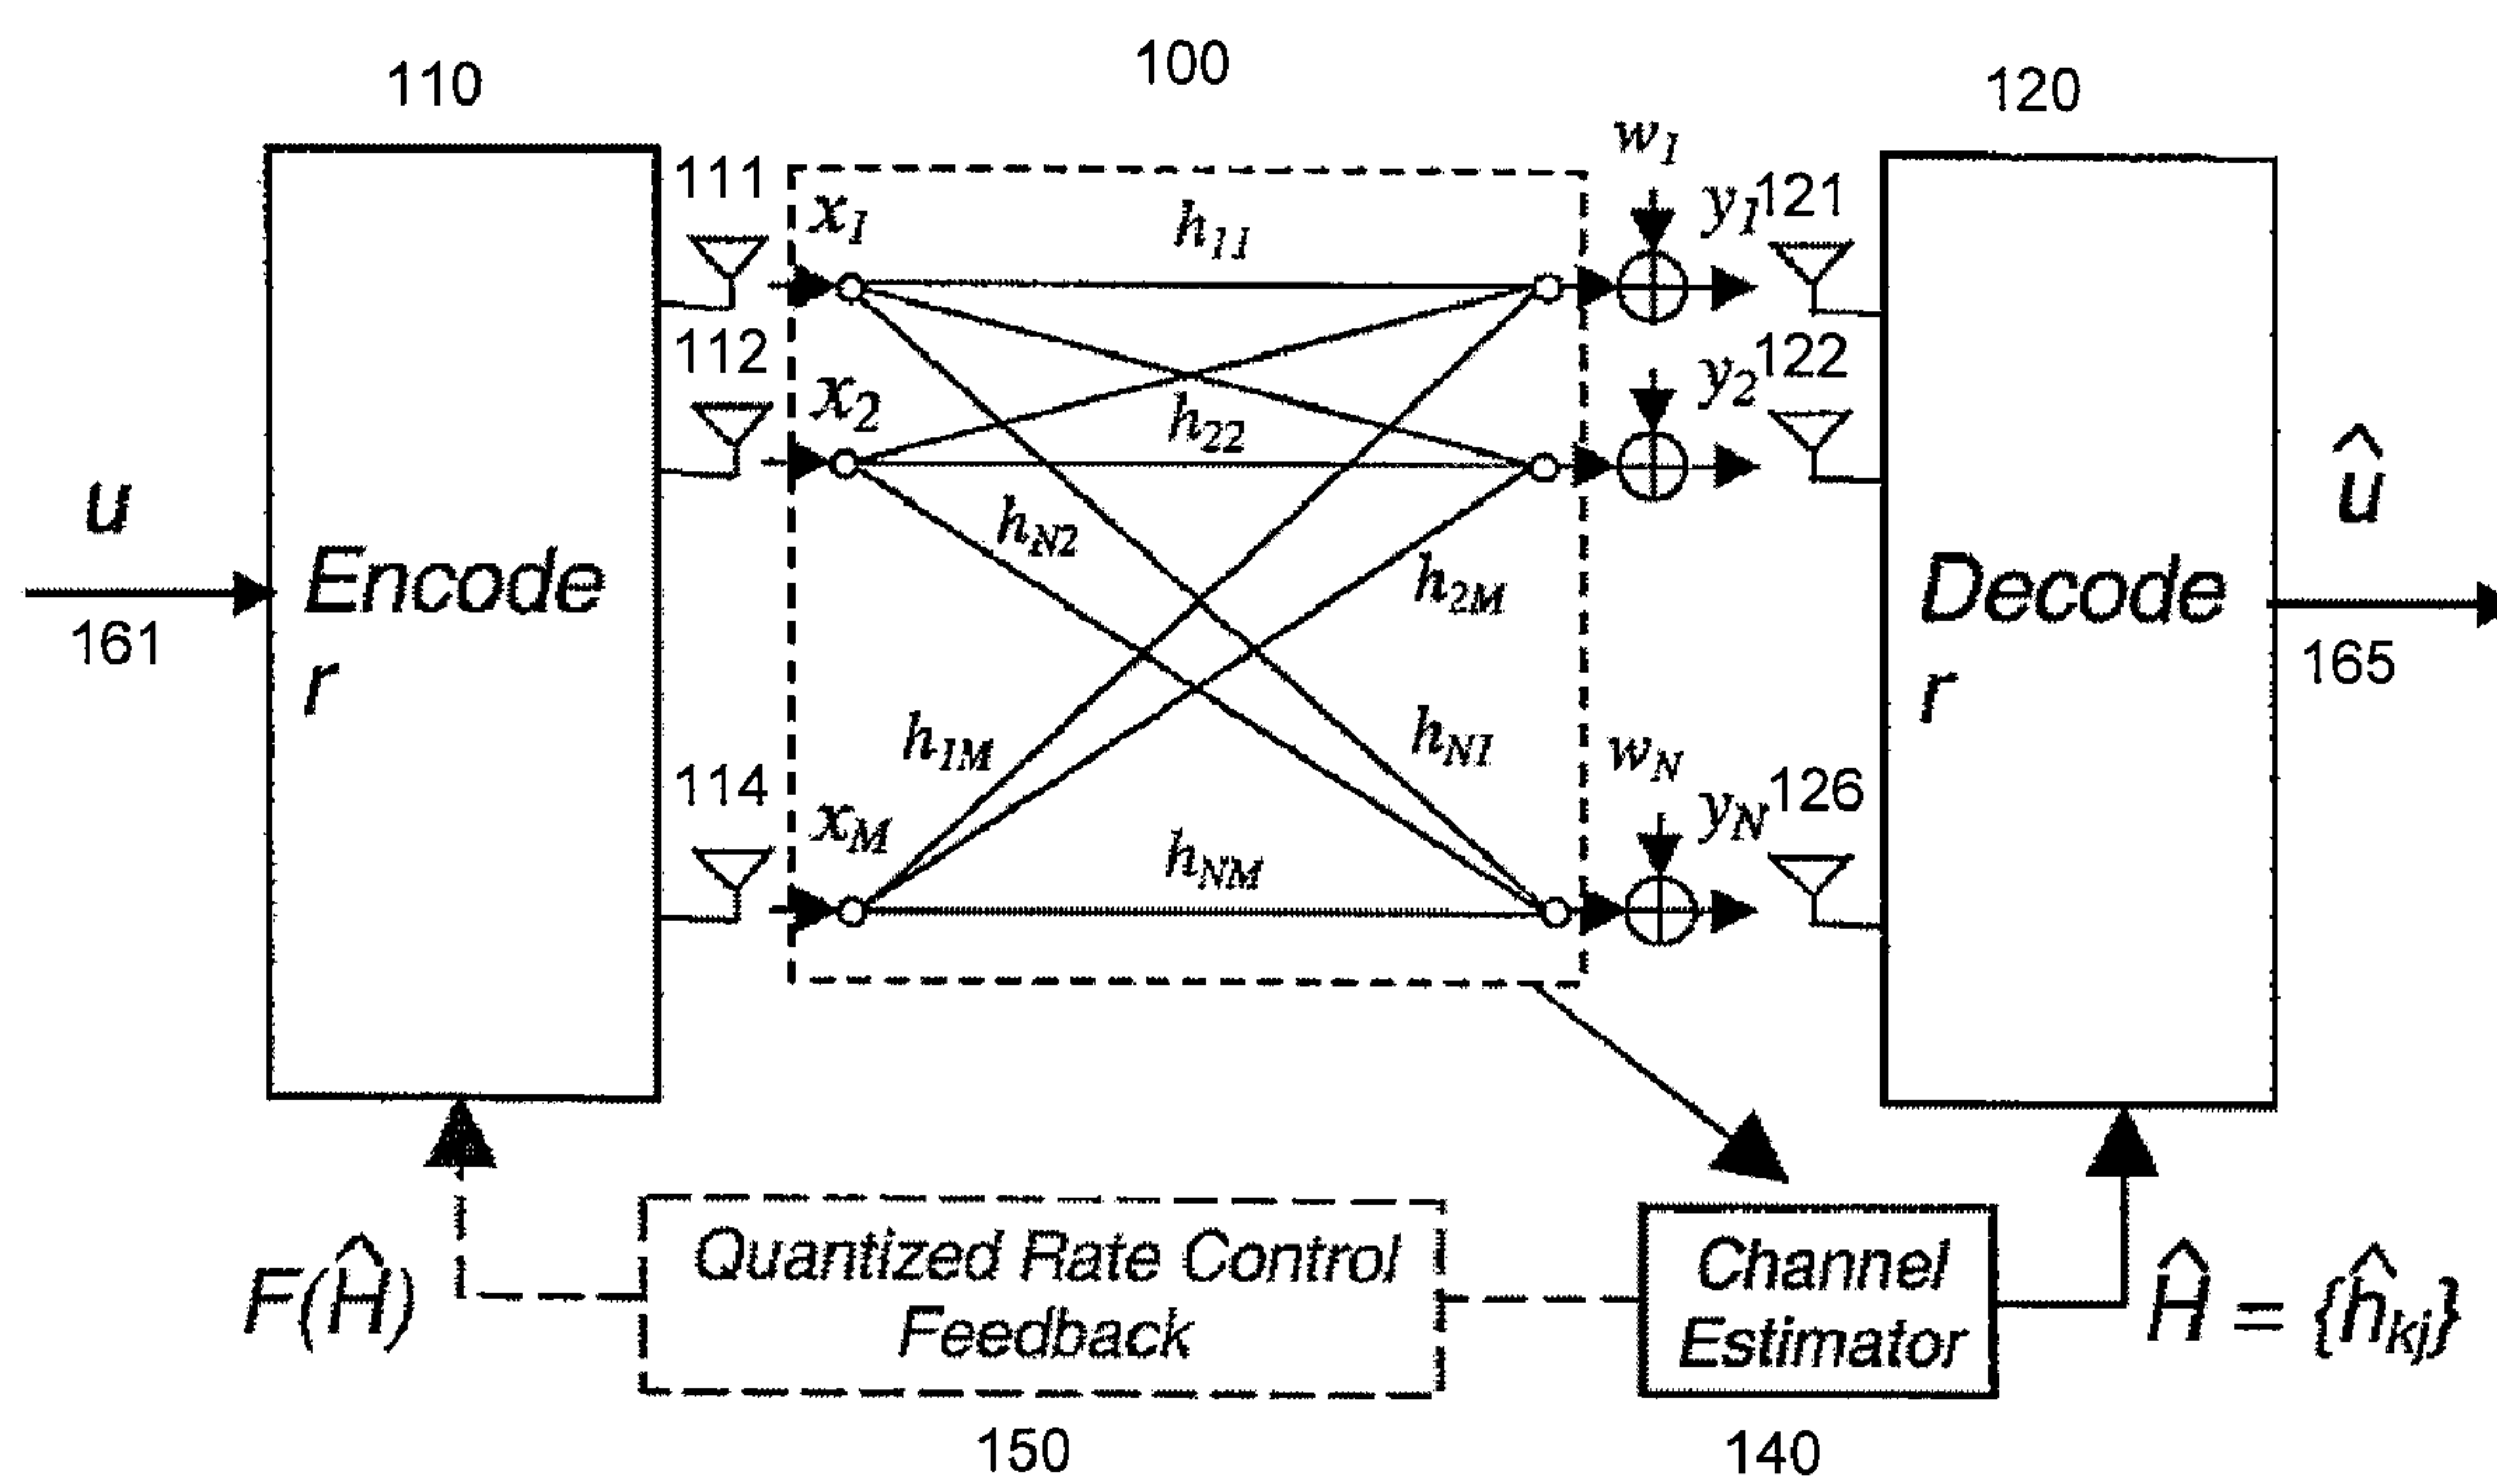 100
110
120
w1
111
x1
h11
y1
121
112
x2
h22
y2
122
u
û
hN2
Encode
r
h2M
Decode
r
161
165
h1M
hN1
wN
114
xM
hNM
yN
126
F(Ĥ)
Quantized Rate Control
Feedback
Channel
Estimator
Ĥ = {ĥkj}
150
140